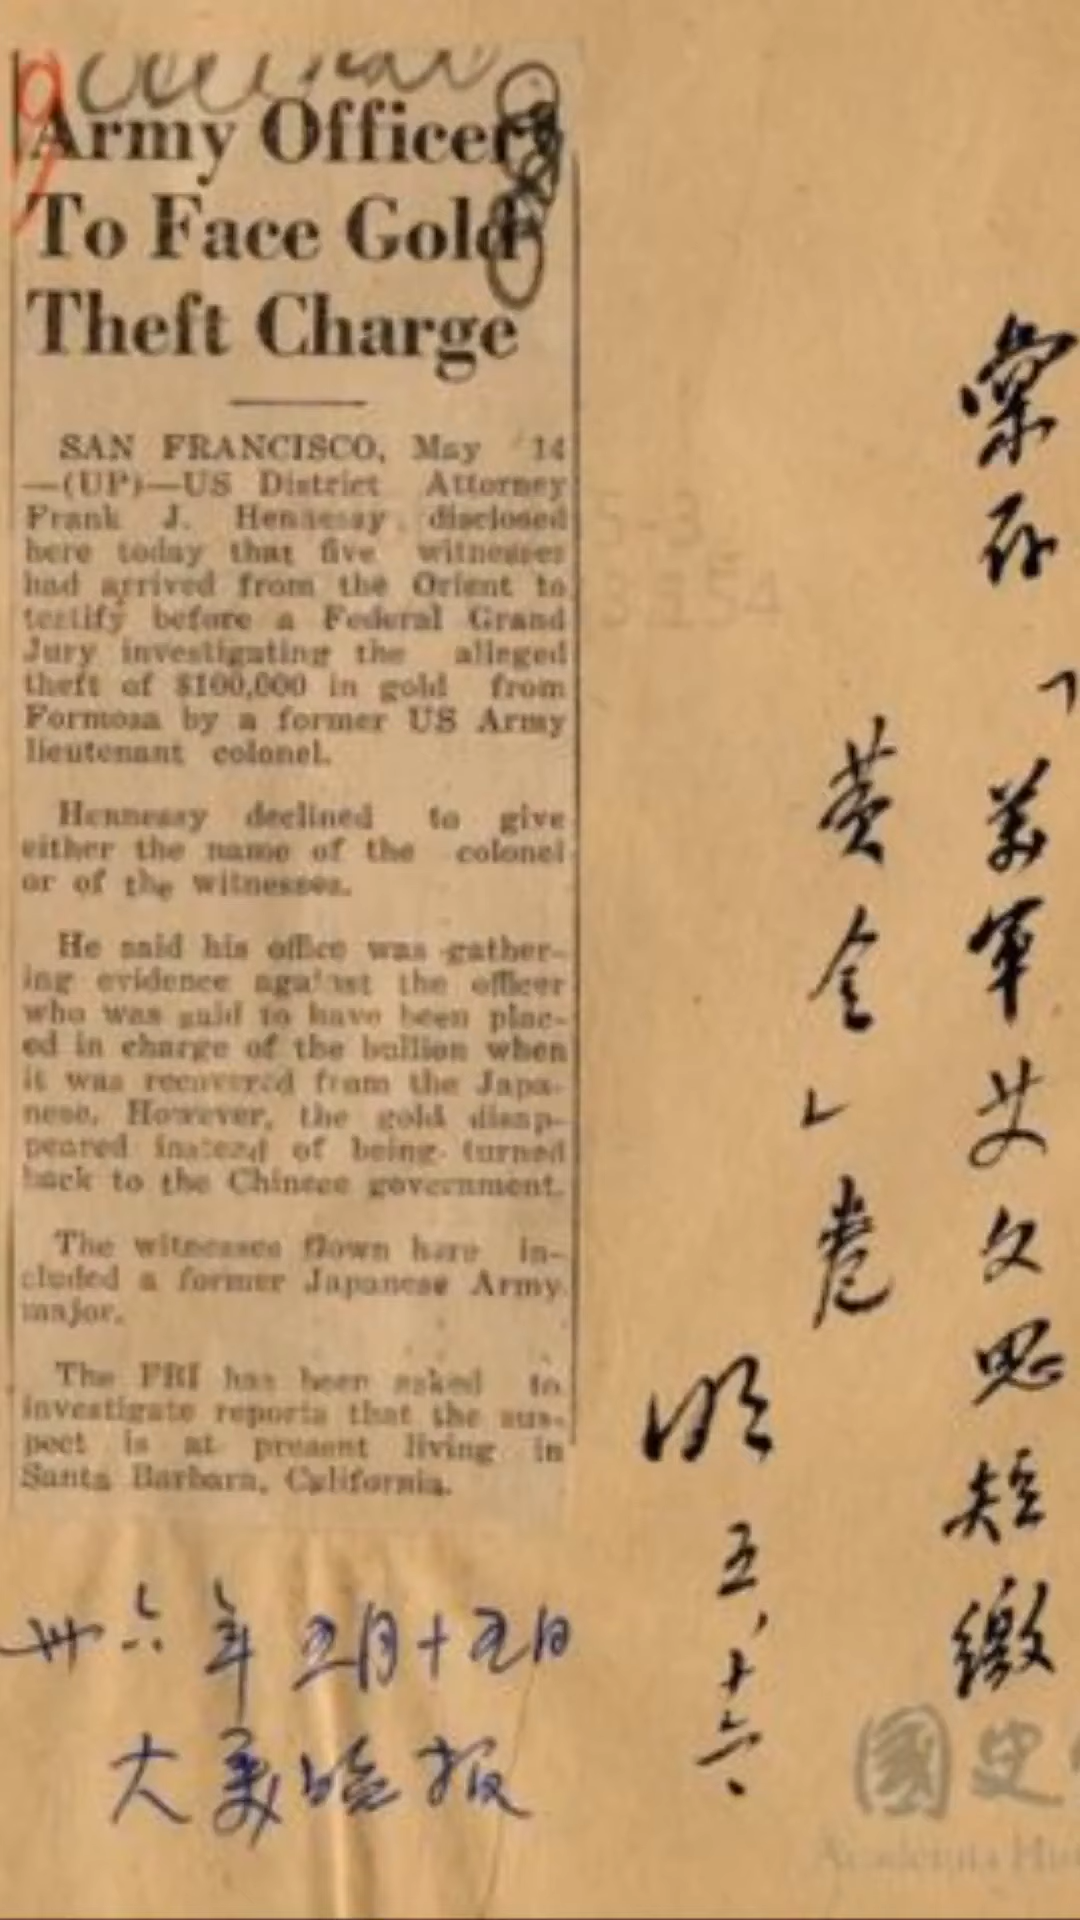 Army Officer
To Face Gold
Theft Charge
SAN FRANCISCO, May 14
—(UP)—US District Attorney
Frank J. Hennessy disclosed
here today that five witnesses
had arrived from the Orient to
testify before a Federal Grand
Jury investigating the alleged
theft of $100,000 in gold from
Formosa by a former US Army
lieutenant colonel.
Hennessy declined to give
either the name of the colonel
or of the witnesses.
He said his office was gather-
ing evidence against the officer
who was said to have been plac-
ed in charge of the bullion when
it was recovered from the Japa-
nese. However, the gold disap-
peared instead of being turned
back to the Chinese government.
The witnesses flown here in-
cluded a former Japanese Army
major.
The FBI has been asked to
investigate reports that the sus-
pect is at present living in
Santa Barbara, California.
卅六年五月十五日
大美晚报
彙存「美軍艾文思短繳
黃金」卷
五、十六、
國史
Academia